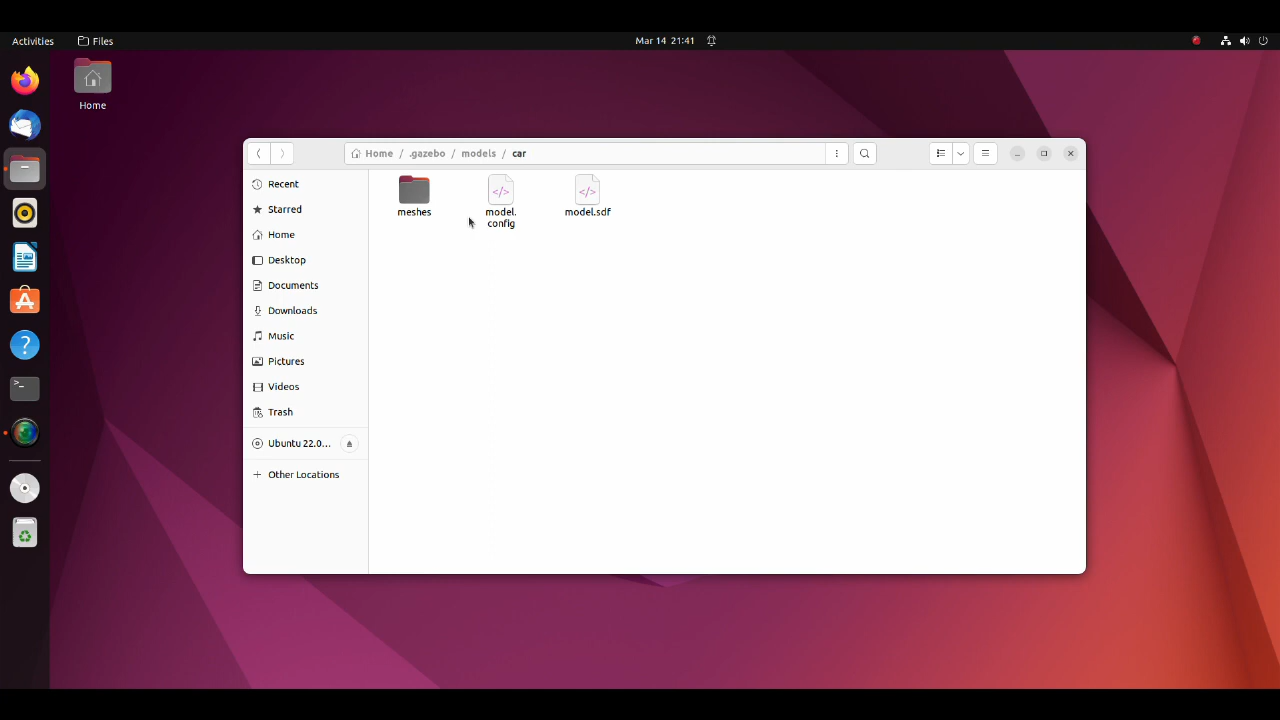 Activities Files Mar 14 21:41
Home
Home / .gazebo / models / car
Recent
Starred
Home
Desktop
Documents
Downloads
Music
Pictures
Videos
Trash
Ubuntu 22.0...
+ Other Locations
meshes
model.
config
model.sdf